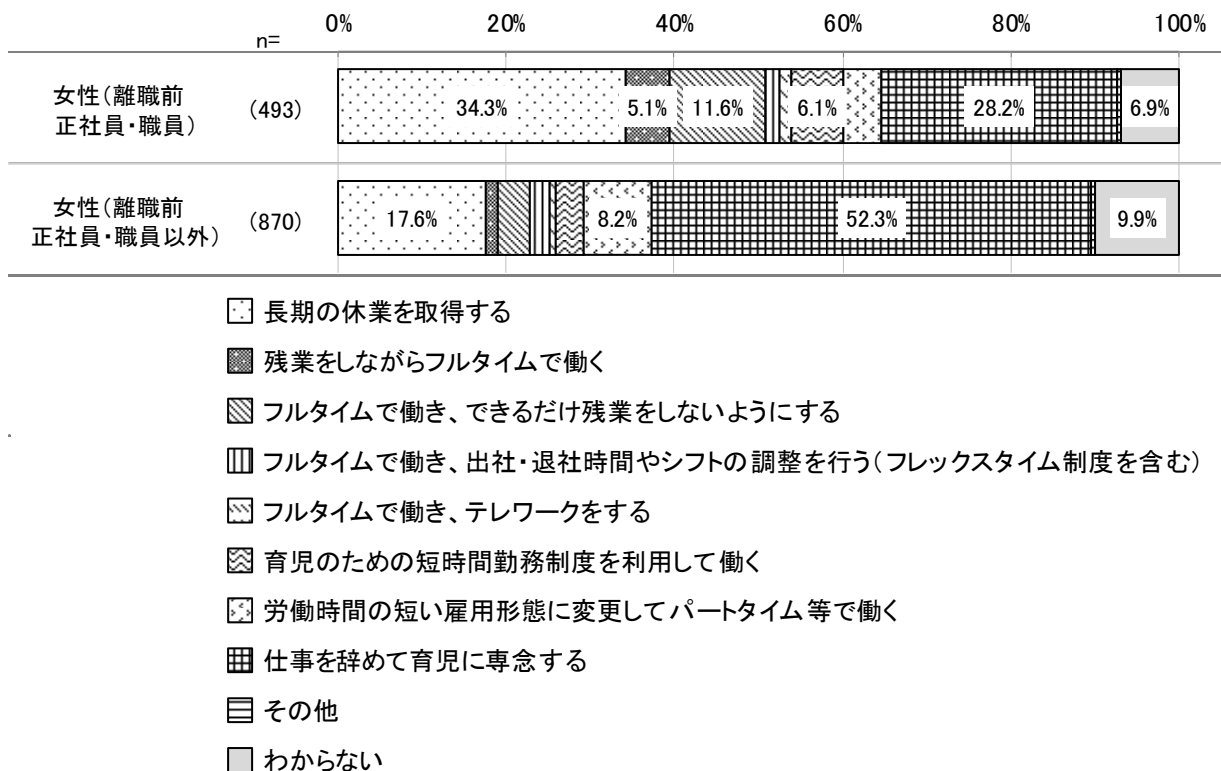 0% 20% 40% 60% 80% 100%
n=
女性(離職前
正社員・職員) (493) 34.3% 5.1% 11.6% 6.1% 28.2% 6.9%
女性(離職前
正社員・職員以外) (870) 17.6% 8.2% 52.3% 9.9%
長期の休業を取得する
残業をしながらフルタイムで働く
フルタイムで働き、できるだけ残業をしないようにする
フルタイムで働き、出社・退社時間やシフトの調整を行う(フレックスタイム制度を含む)
フルタイムで働き、テレワークをする
育児のための短時間勤務制度を利用して働く
労働時間の短い雇用形態に変更してパートタイム等で働く
仕事を辞めて育児に専念する
その他
わからない